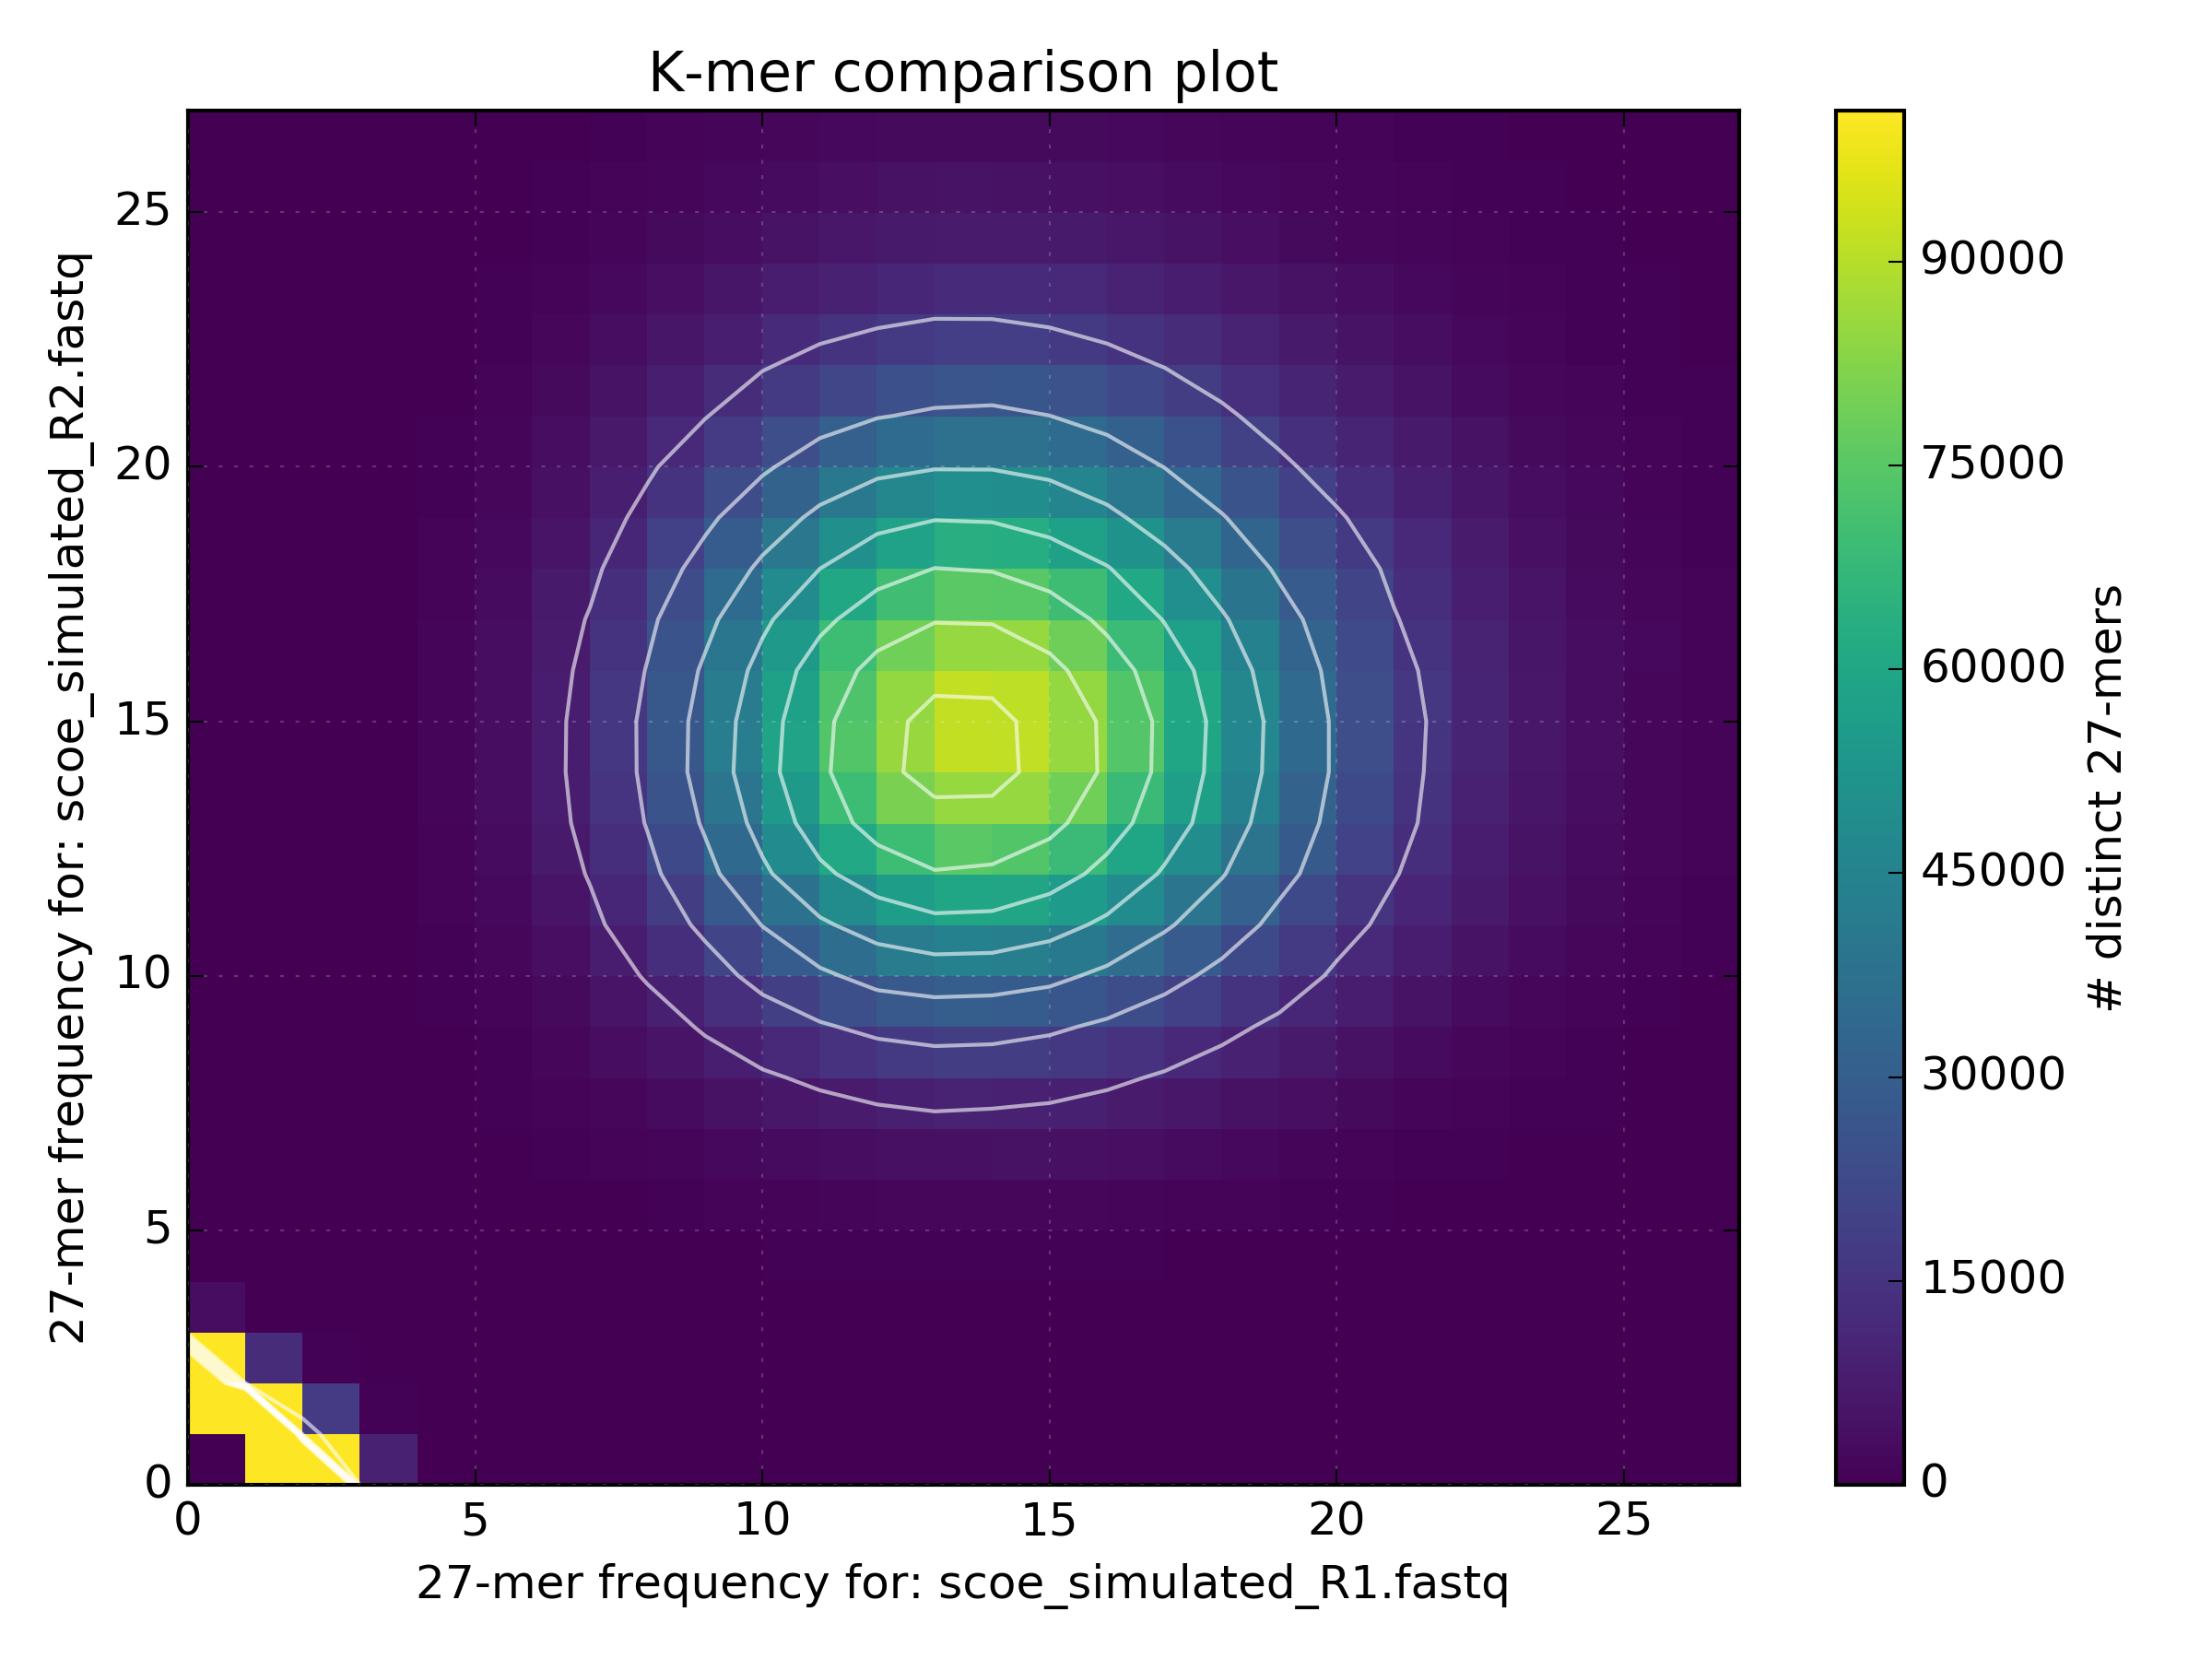 K-mer comparison plot
27-mer frequency for: scoe_simulated_R2.fastq
25
20
15
10
5
0
0 5 10 15 20 25
27-mer frequency for: scoe_simulated_R1.fastq
90000
75000
60000
45000
30000
15000
0
# distinct 27-mers